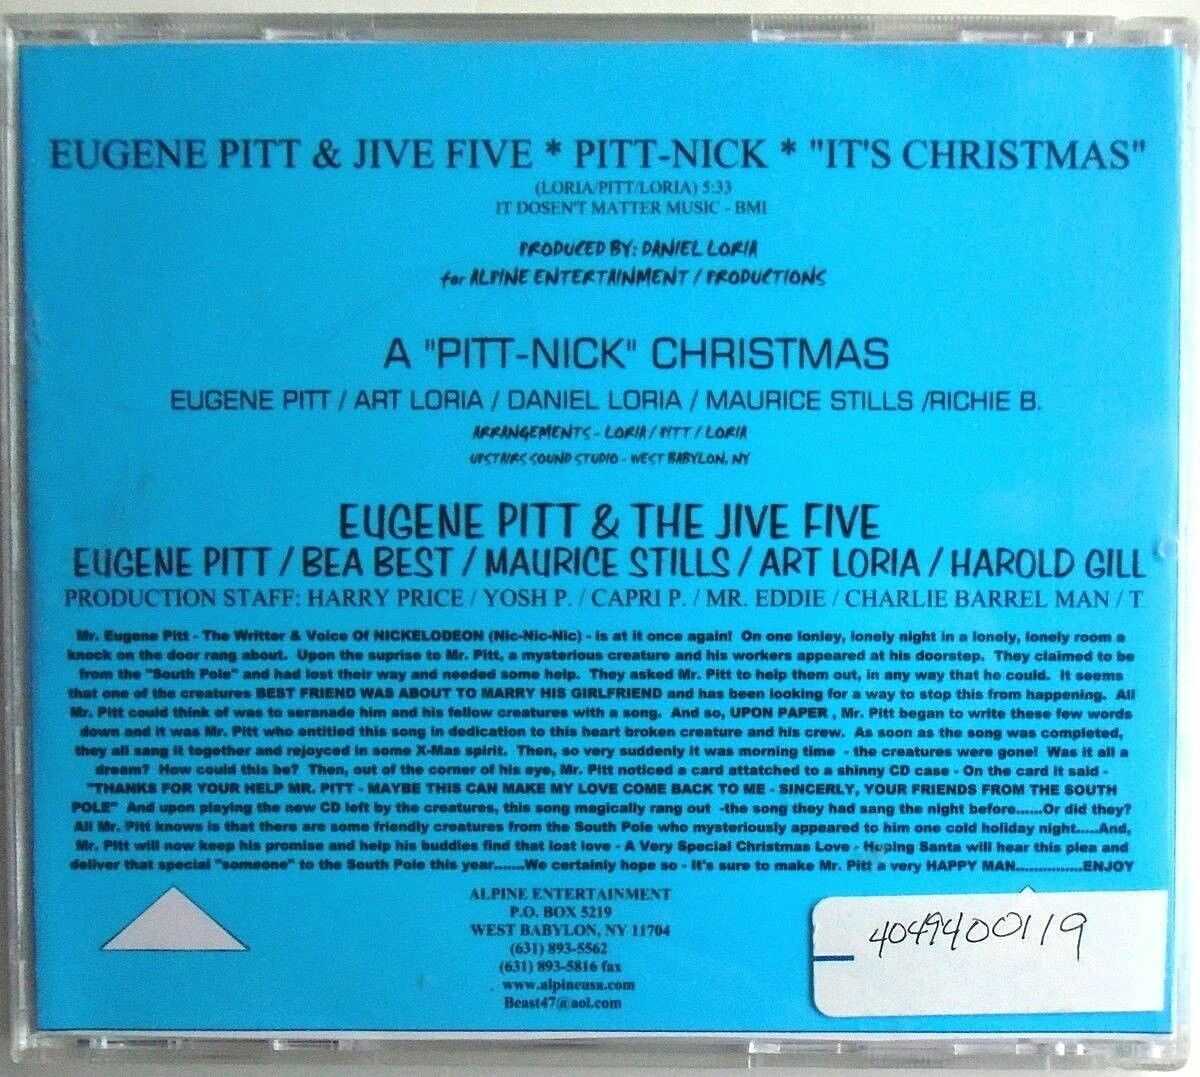 EUGENE PITT & JIVE FIVE * PITT-NICK * "IT'S CHRISTMAS"
(LORIA/PITT/LORIA) 5:33
IT DOSEN'T MATTER MUSIC - BMI
PRODUCED BY: DANIEL LORIA
for ALPINE ENTERTAINMENT / PRODUCTIONS
A "PITT-NICK" CHRISTMAS
EUGENE PITT / ART LORIA / DANIEL LORIA / MAURICE STILLS /RICHIE B.
ARRANGEMENTS - LORIA / PITT / LORIA
UPSTAIRS SOUND STUDIO - WEST BABYLON, NY
EUGENE PITT & THE JIVE FIVE
EUGENE PITT / BEA BEST / MAURICE STILLS / ART LORIA / HAROLD GILL
PRODUCTION STAFF: HARRY PRICE / YOSH P. / CAPRI P. / MR. EDDIE / CHARLIE BARREL MAN / T
Mr. Eugene Pitt - The Writter & Voice Of NICKELODEON (Nic-Nic-Nic) - is at it once again! On one lonley, lonely night in a lonely, lonely room a
knock on the door rang about. Upon the suprise to Mr. Pitt, a mysterious creature and his workers appeared at his doorstep. They claimed to be
from the "South Pole" and had lost their way and needed some help. They asked Mr. Pitt to help them out, in any way that he could. It seems
that one of the creatures BEST FRIEND WAS ABOUT TO MARRY HIS GIRLFRIEND and has been looking for a way to stop this from happening. All
Mr. Pitt could think of was to seranade him and his fellow creatures with a song. And so, UPON PAPER , Mr. Pitt began to write these few words
down and it was Mr. Pitt who entitled this song in dedication to this heart broken creature and his crew. As soon as the song was completed,
they all sang it together and rejoyced in some X-Mas spirit. Then, so very suddenly it was morning time - the creatures were gone! Was it all a
dream? How could this be? Then, out of the corner of his eye, Mr. Pitt noticed a card attatched to a shinny CD case - On the card it said -
"THANKS FOR YOUR HELP MR. PITT - MAYBE THIS CAN MAKE MY LOVE COME BACK TO ME - SINCERLY, YOUR FRIENDS FROM THE SOUTH
POLE" And upon playing the new CD left by the creatures, this song magically rang out -the song they had sang the night before......Or did they?
All Mr. Pitt knows is that there are some friendly creatures from the South Pole who mysteriously appeared to him one cold holiday night.....And,
Mr. Pitt will now keep his promise and help his buddies find that lost love - A Very Special Christmas Love - Hoping Santa will hear this plea and
deliver that special "someone" to the South Pole this year.......We certainly hope so - It's sure to make Mr. Pitt a very HAPPY MAN...............ENJOY
ALPINE ENTERTAINMENT
P.O. BOX 5219
WEST BABYLON, NY 11704
(631) 893-5562
(631) 893-5816 fax
www.alpineusa.com
Beast47@aol.com
4049400119